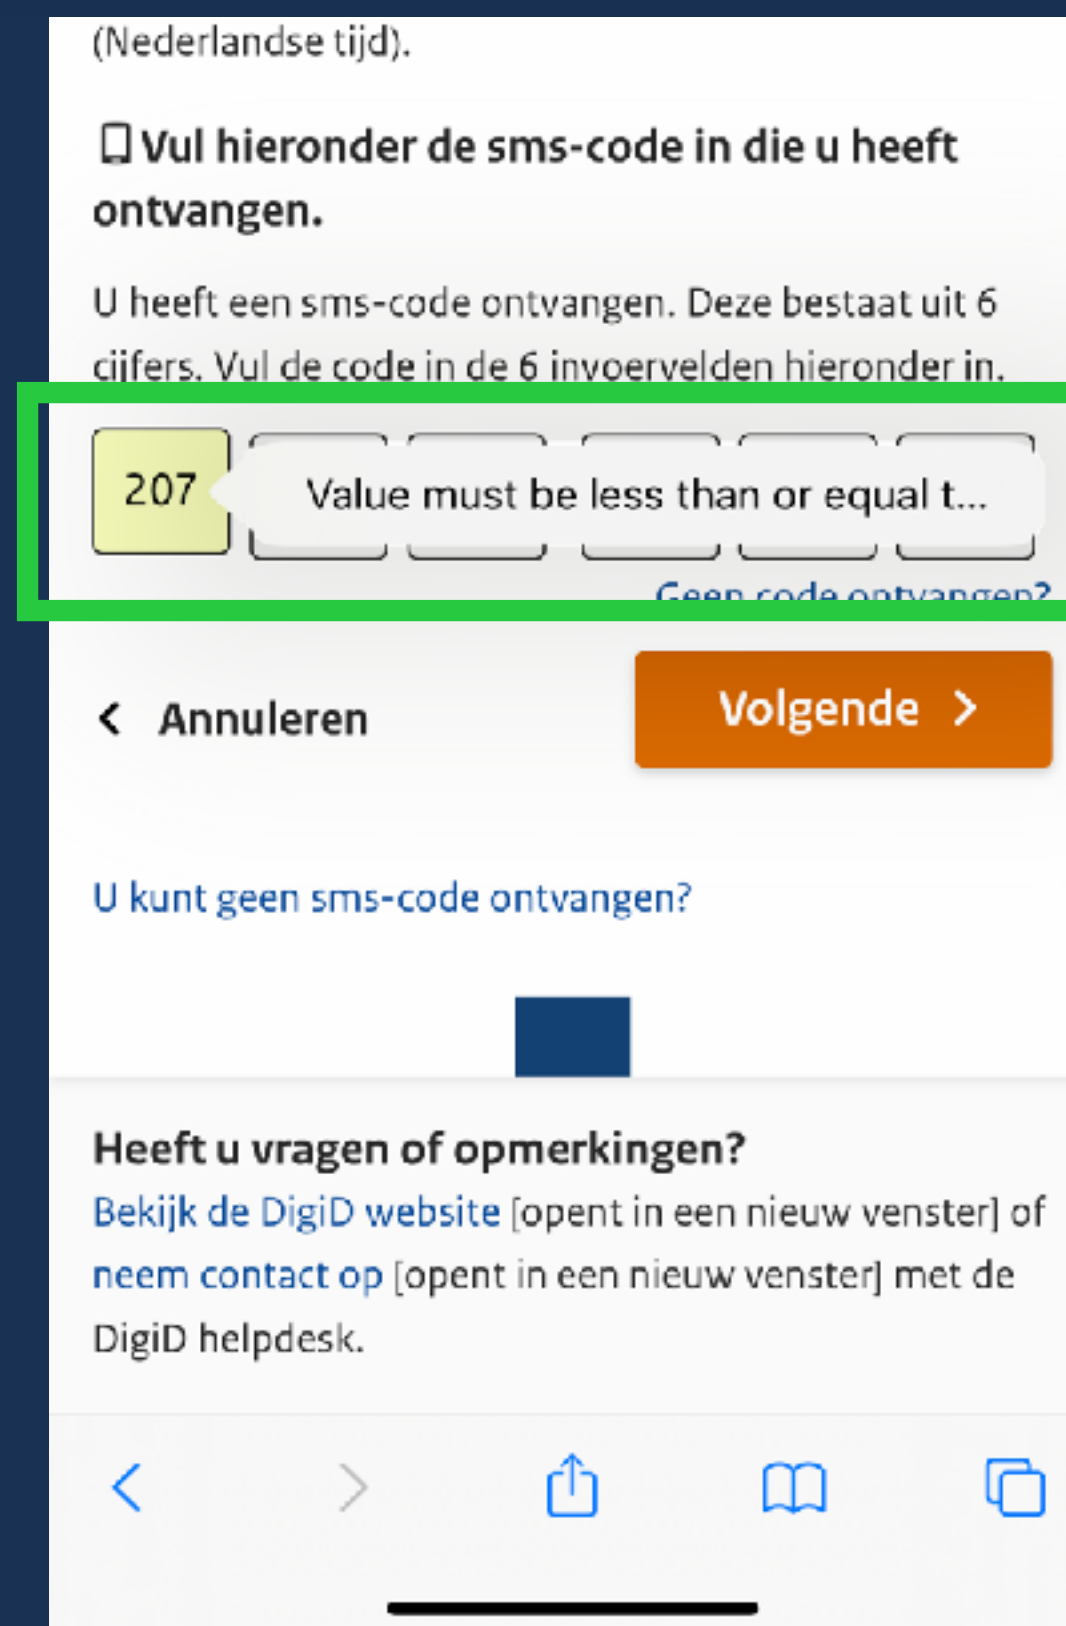 (Nederlandse tijd).
Vul hieronder de sms-code in die u heeft
ontvangen.
U heeft een sms-code ontvangen. Deze bestaat uit 6
cijfers. Vul de code in de 6 invoervelden hieronder in.
207 Value must be less than or equal t...
Geen code ontvangen?
Annuleren
Volgende
U kunt geen sms-code ontvangen?
Heeft u vragen of opmerkingen?
Bekijk de DigiD website [opent in een nieuw venster] of
neem contact op [opent in een nieuw venster] met de
DigiD helpdesk.